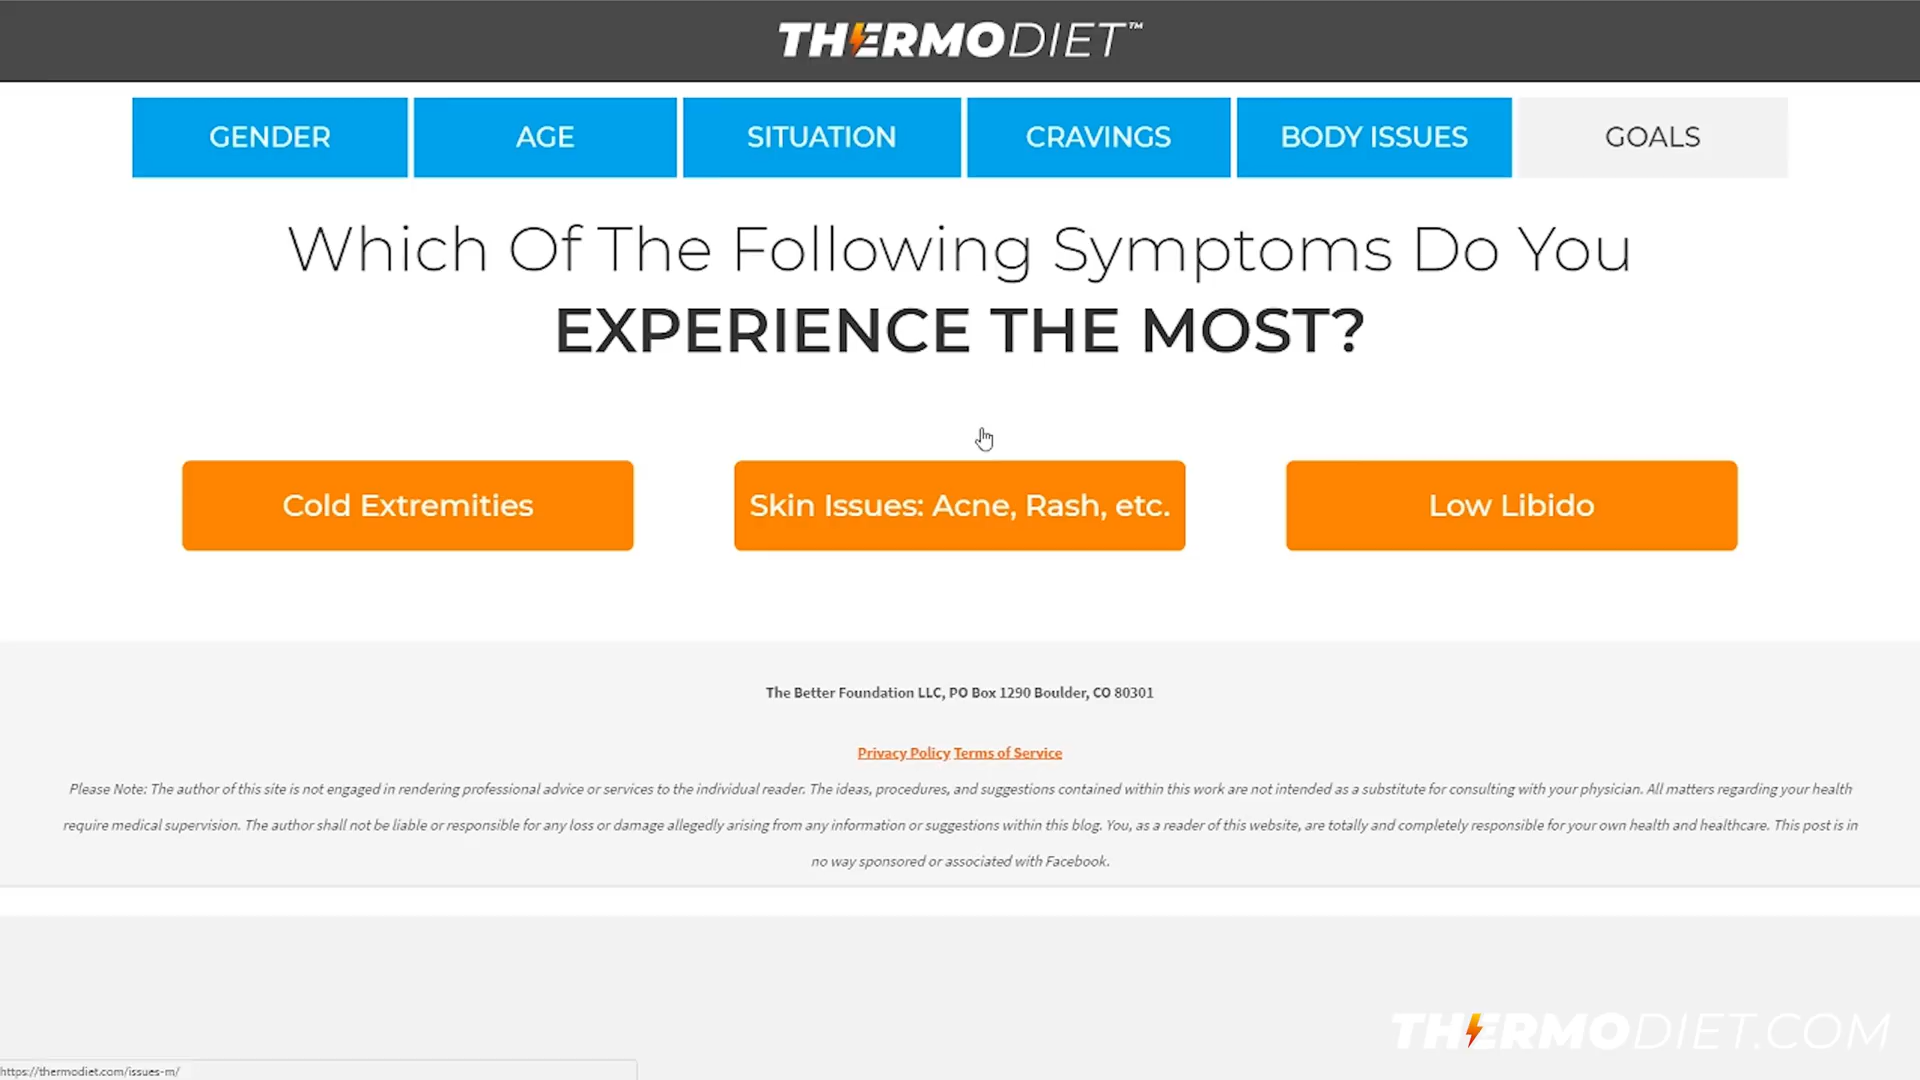 THERMODIET™
GENDER
AGE
SITUATION
CRAVINGS
BODY ISSUES
GOALS
Which Of The Following Symptoms Do You
EXPERIENCE THE MOST?
Cold Extremities
Skin Issues: Acne, Rash, etc.
Low Libido
The Better Foundation LLC, PO Box 1290 Boulder, CO 80301
Privacy Policy Terms of Service
Please Note: The author of this site is not engaged in rendering professional advice or services to the individual reader. The ideas, procedures, and suggestions contained within this work are not intended as a substitute for consulting with your physician. All matters regarding your health
require medical supervision. The author shall not be liable or responsible for any loss or damage allegedly arising from any information or suggestions within this blog. You, as a reader of this website, are totally and completely responsible for your own health and healthcare. This post is in
no way sponsored or associated with Facebook.
THERMODIET.COM
https://thermodiet.com/issues-m/